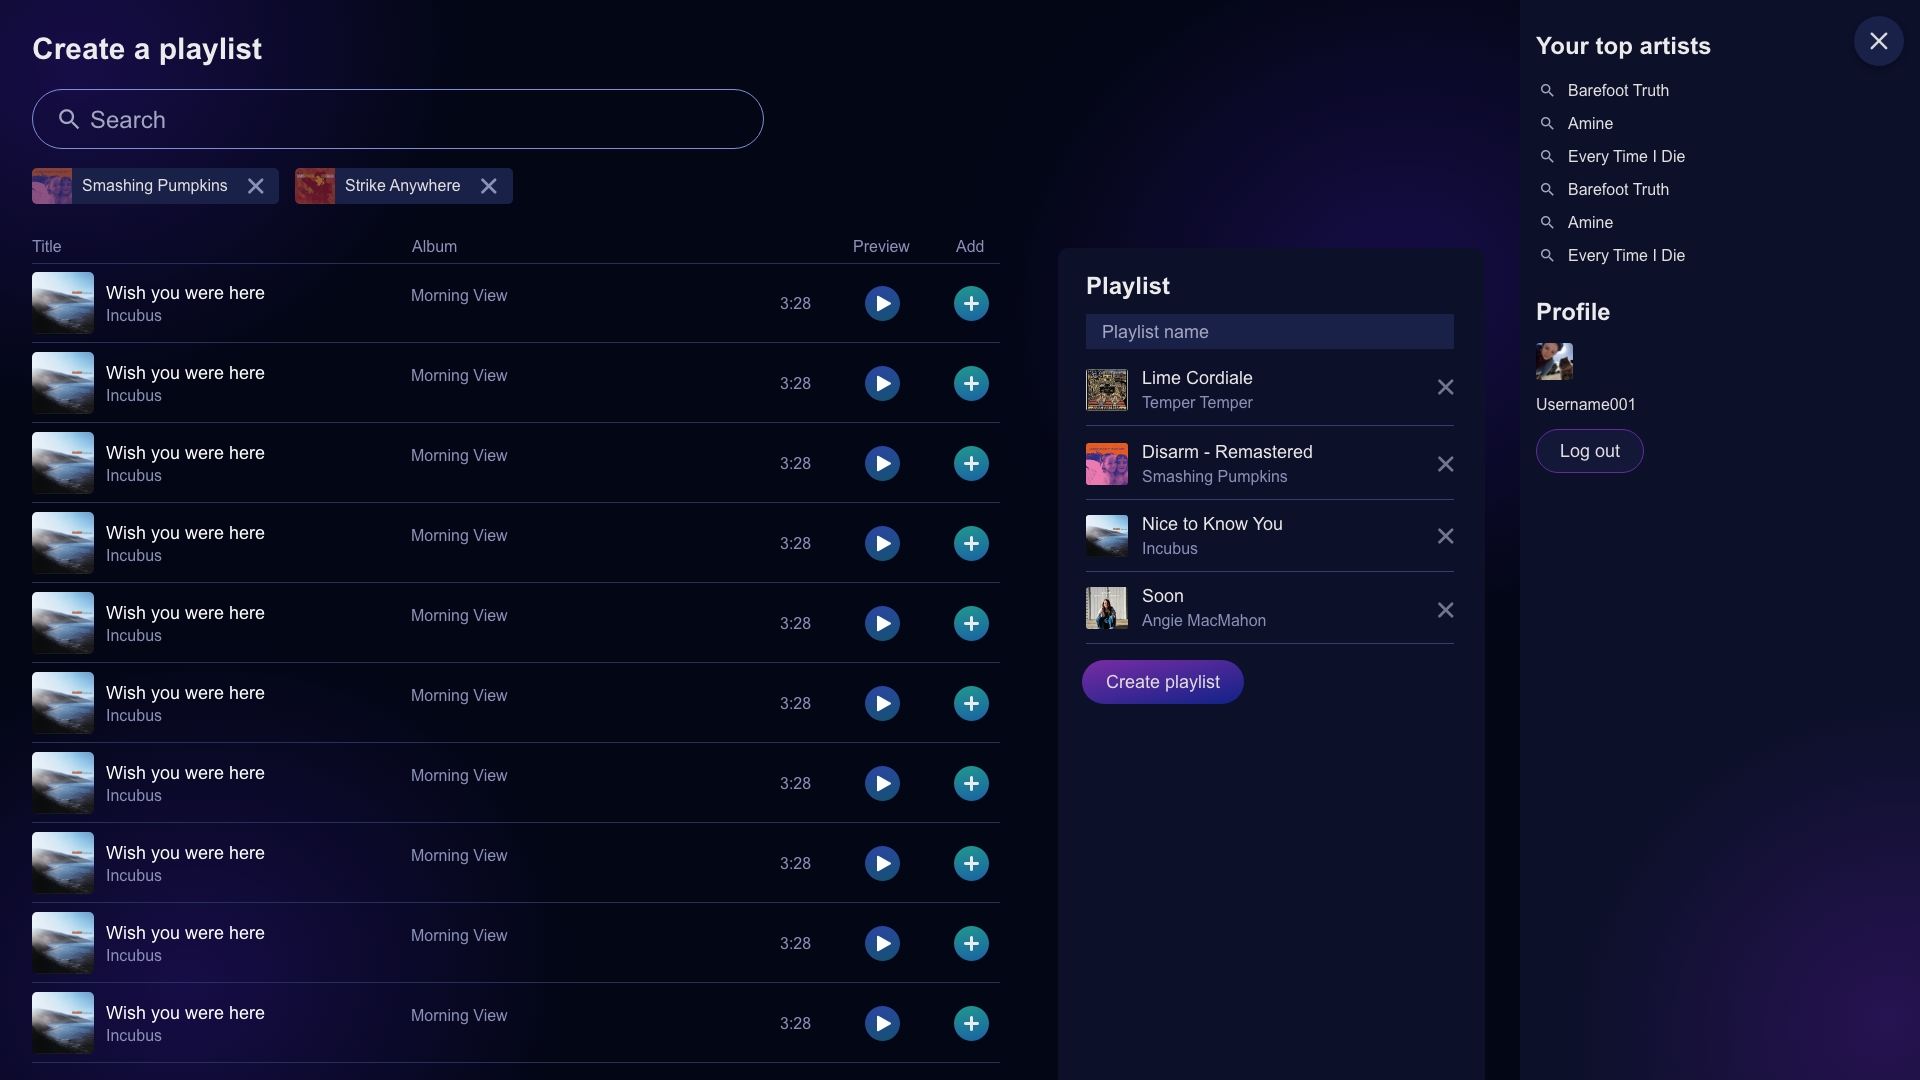 Create a playlist
Search
Smashing Pumpkins
Strike Anywhere
Title Album Preview Add
Wish you were here
Incubus
Morning View
3:28
Wish you were here
Incubus
Morning View
3:28
Wish you were here
Incubus
Morning View
3:28
Wish you were here
Incubus
Morning View
3:28
Wish you were here
Incubus
Morning View
3:28
Wish you were here
Incubus
Morning View
3:28
Wish you were here
Incubus
Morning View
3:28
Wish you were here
Incubus
Morning View
3:28
Wish you were here
Incubus
Morning View
3:28
Wish you were here
Incubus
Morning View
3:28
Playlist
Playlist name
Lime Cordiale
Temper Temper
Disarm - Remastered
Smashing Pumpkins
Nice to Know You
Incubus
Soon
Angie MacMahon
Create playlist
Your top artists
Barefoot Truth
Amine
Every Time I Die
Barefoot Truth
Amine
Every Time I Die
Profile
Username001
Log out